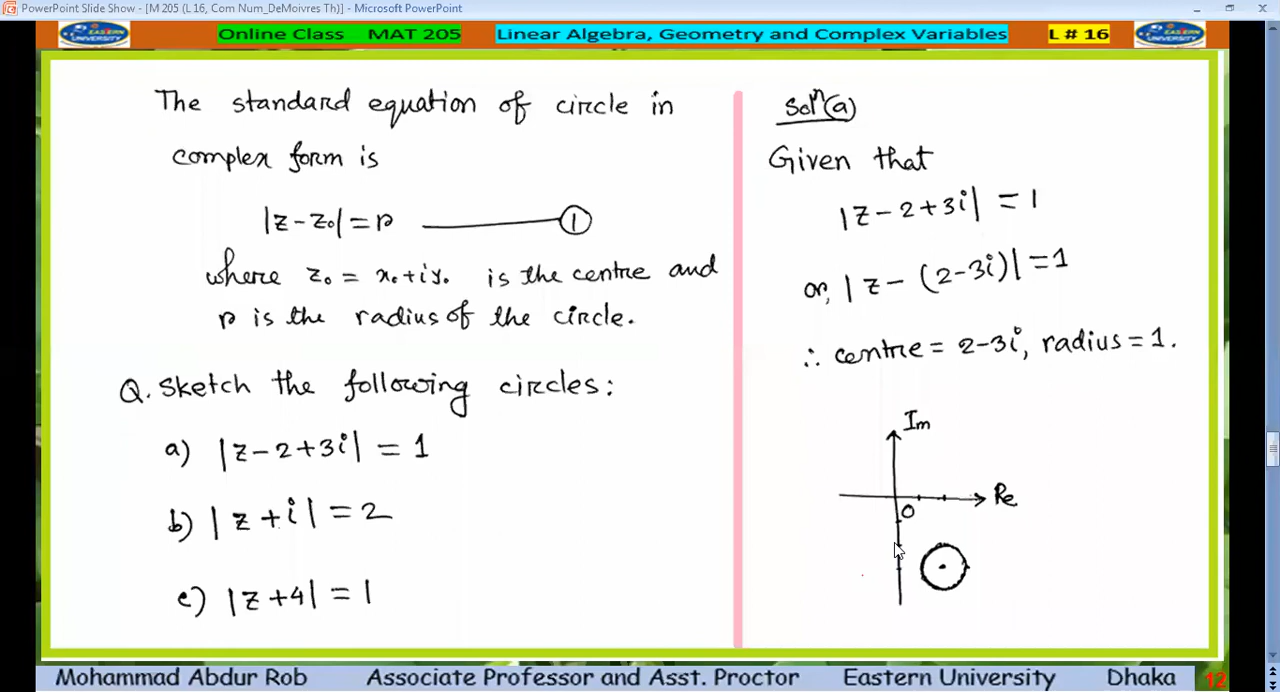 PowerPoint Slide Show - [M 205 (L 16, Com Num_DeMoivres Th)] - Microsoft PowerPoint
EASTERN UNIVERSITY
Online Class MAT 205
Linear Algebra, Geometry and Complex Variables
L # 16
EASTERN UNIVERSITY
The standard equation of circle in
complex form is
|z-z₀| = r ——— ①
where z₀ = x₀+iy₀ is the centre and
r is the radius of the circle.
Q. Sketch the following circles:
a) |z-2+3i| = 1
b) |z+i| = 2
c) |z+4| = 1
Solⁿ(a)
Given that
|z-2+3i| = 1
or, |z-(2-3i)| = 1
∴ centre = 2-3i, radius = 1.
Im
Re
0
Mohammad Abdur Rob Associate Professor and Asst. Proctor Eastern University Dhaka 12